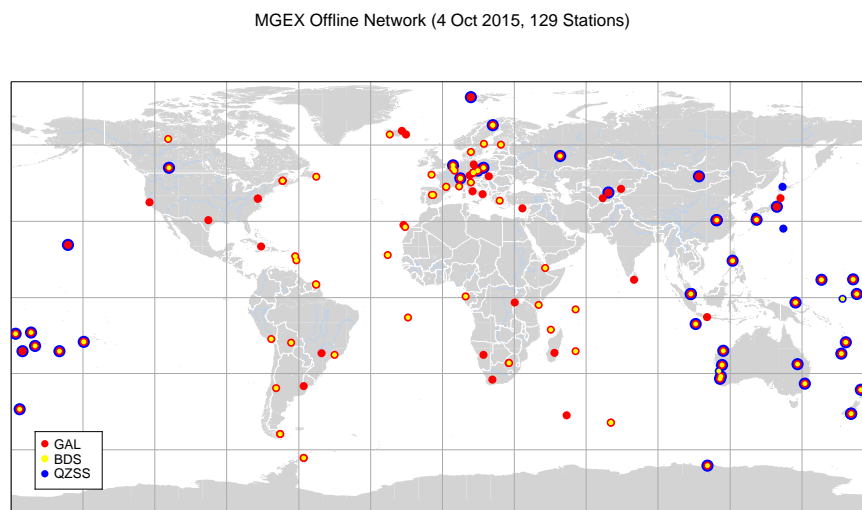 MGEX Offline Network (4 Oct 2015, 129 Stations)
GAL
BDS
QZSS